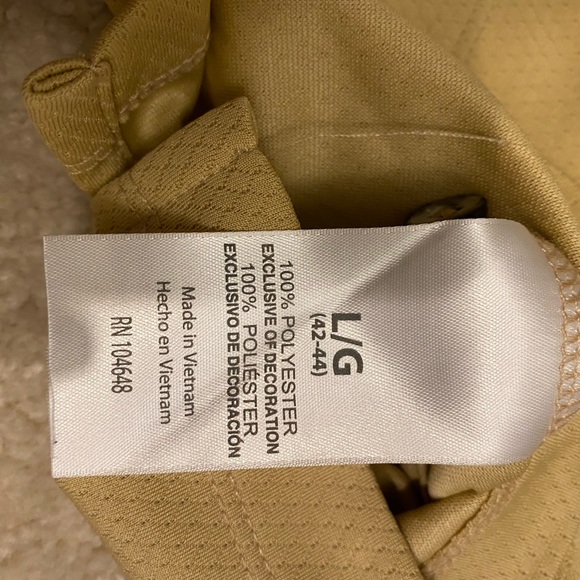 L/G
(42-44)
100% POLYESTER
EXCLUSIVE OF DECORATION
100% POLIÉSTER
EXCLUSIVO DE DECORACIÓN
Made in Vietnam
Hecho en Vietnam
RN 104648